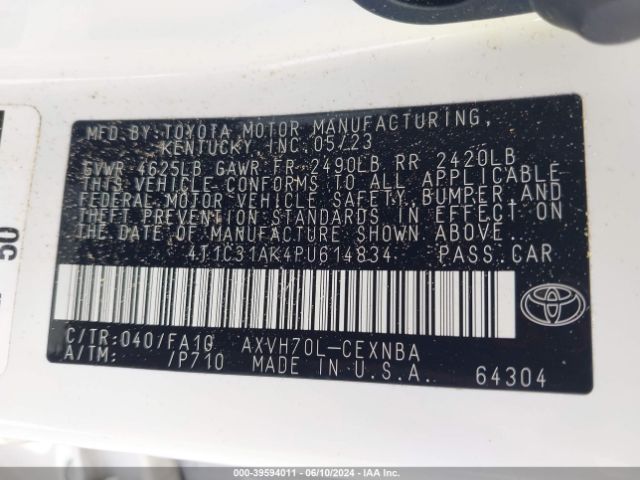 MFD. BY: TOYOTA MOTOR MANUFACTURING,
KENTUCKY, INC. 05/23
GVWR 4625LB GAWR FR 2490LB RR 2420LB
THIS VEHICLE CONFORMS TO ALL APPLICABLE
FEDERAL MOTOR VEHICLE SAFETY, BUMPER, AND
THEFT PREVENTION STANDARDS IN EFFECT ON
THE DATE OF MANUFACTURE SHOWN ABOVE.
4T1C31AK4PU614834 PASS. CAR
C/TR: 040/FA10 AXVH70L-CEXNBA
A/TM: /P710 MADE IN U.S.A. 64304
50
000-39594011 - 06/10/2024 - IAAI.COM